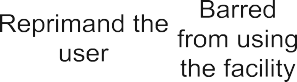 Reprimand the
user
Barred
from using
the facility